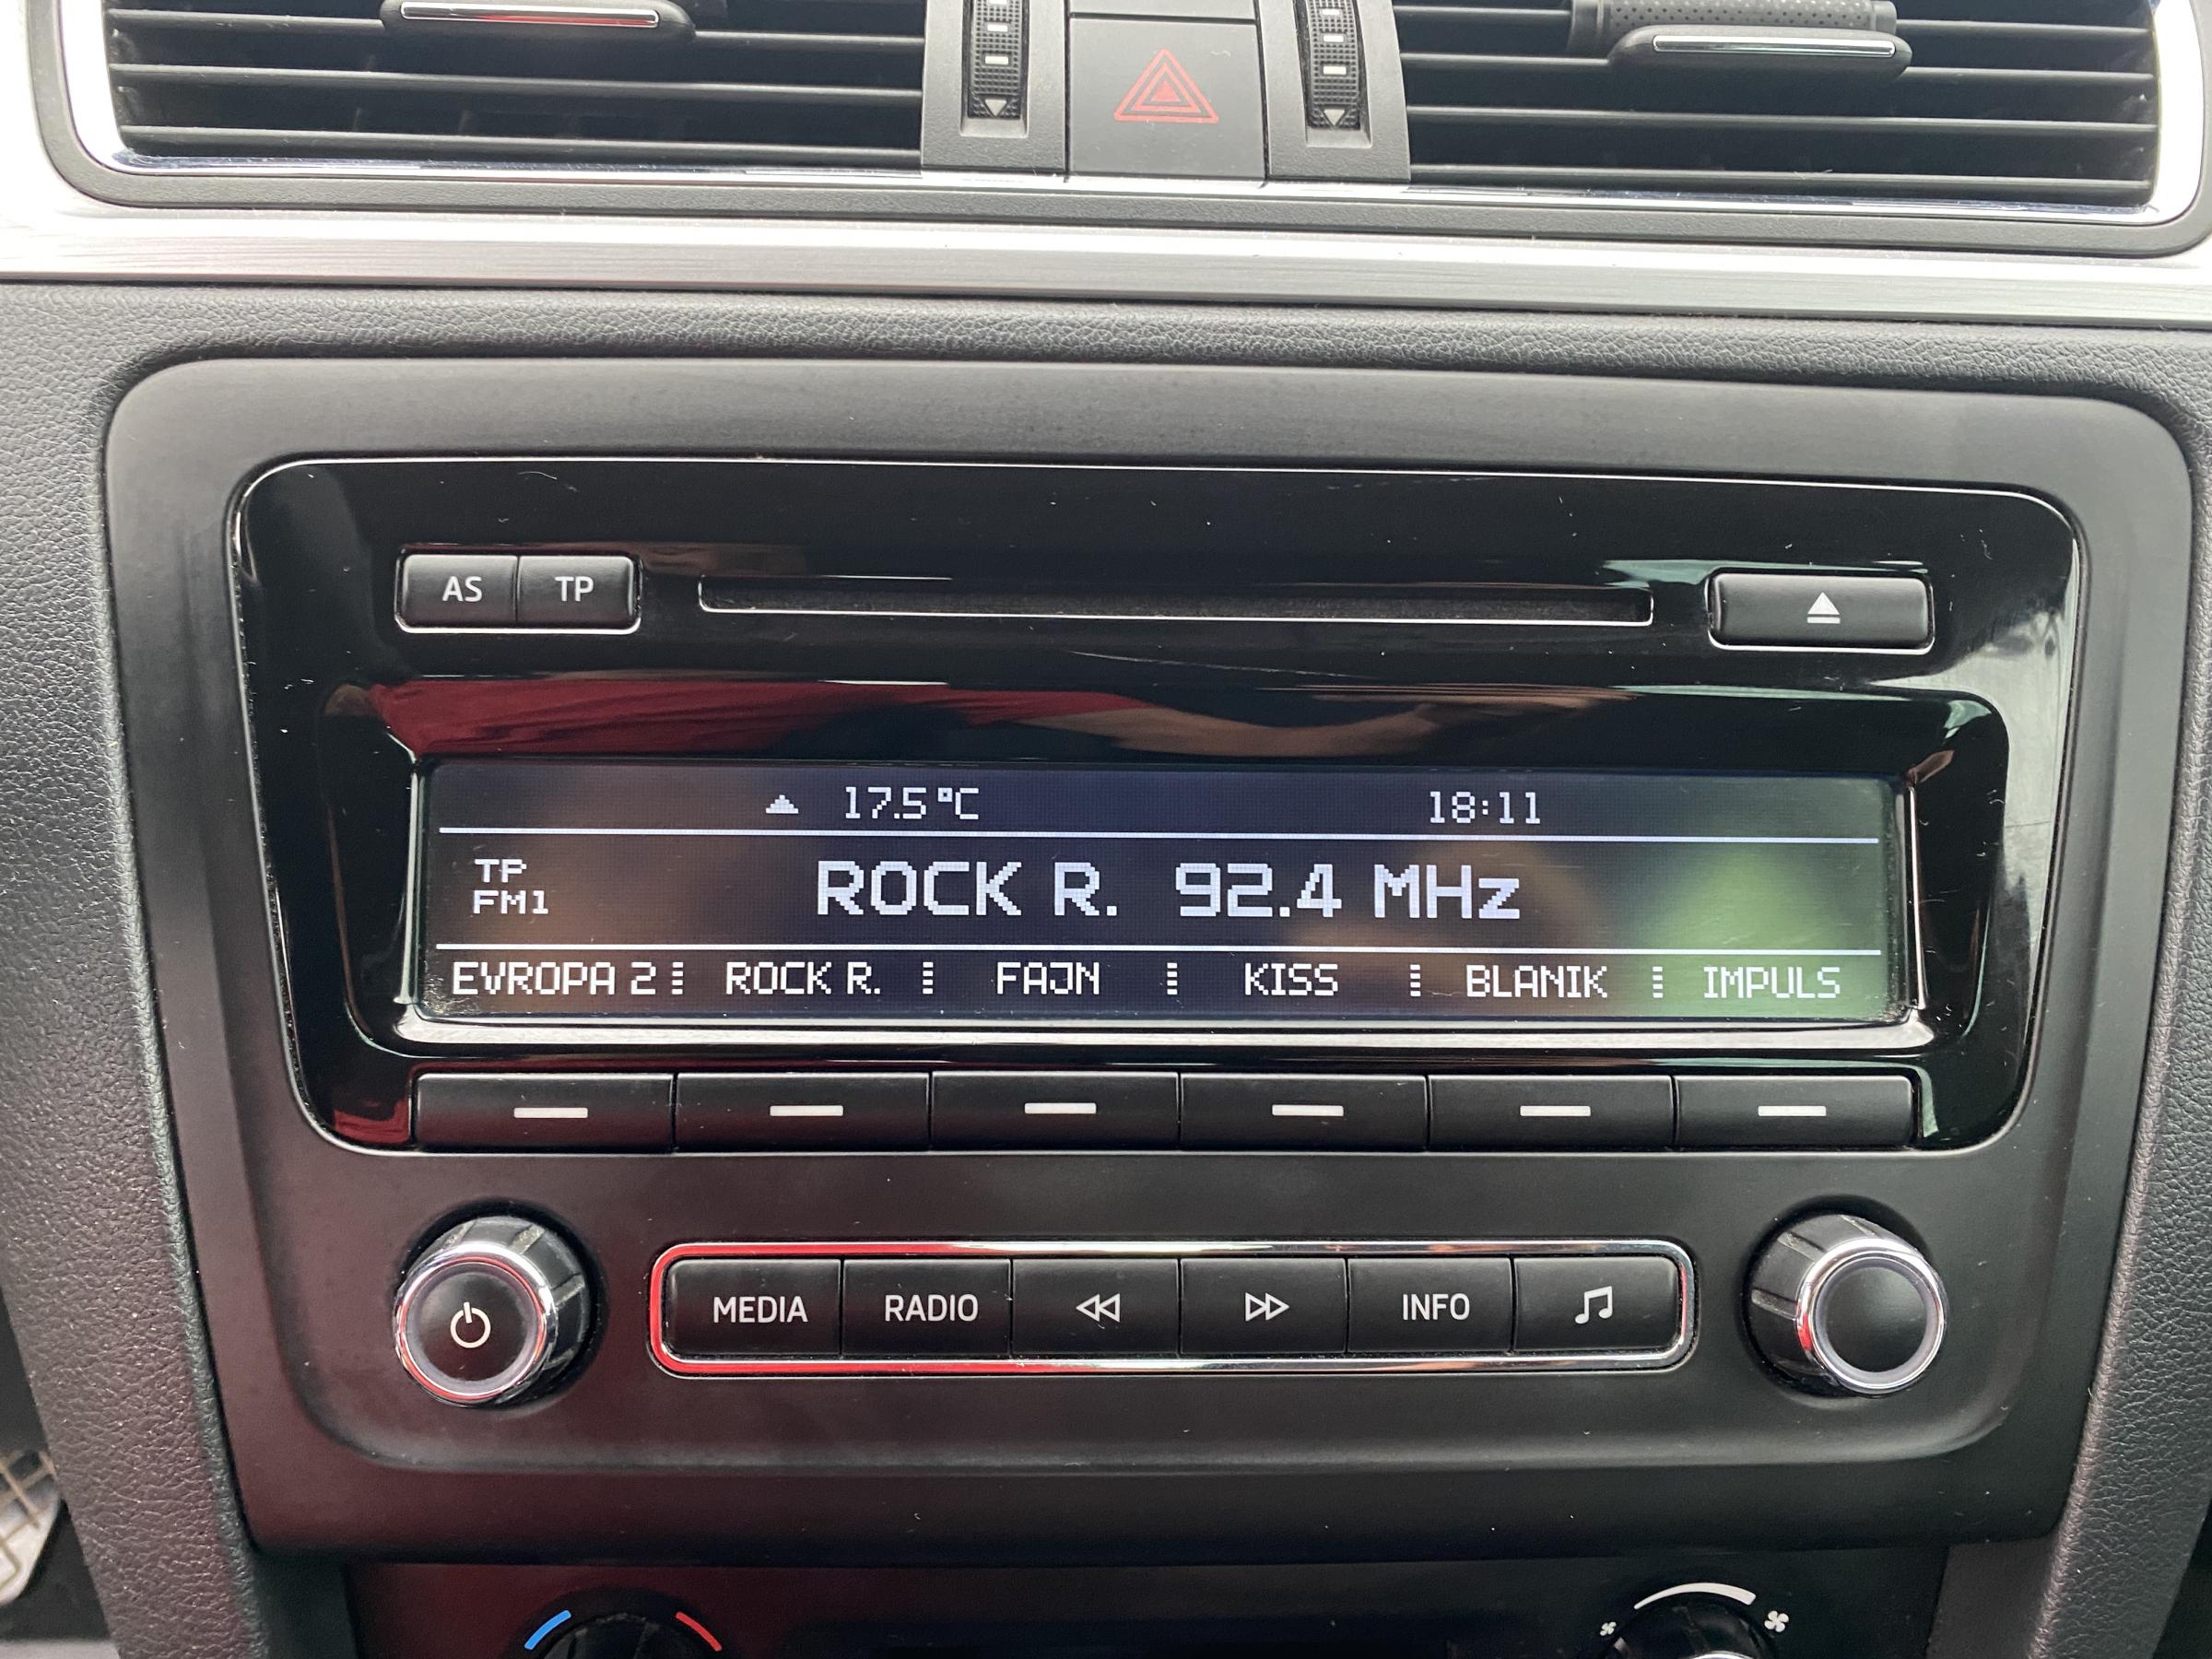 AS TP
17.5°C 18:11
TP
FM1
ROCK R. 92.4 MHz
EVROPA 2 ROCK R. FAJN KISS BLANIK IMPULS
MEDIA RADIO INFO